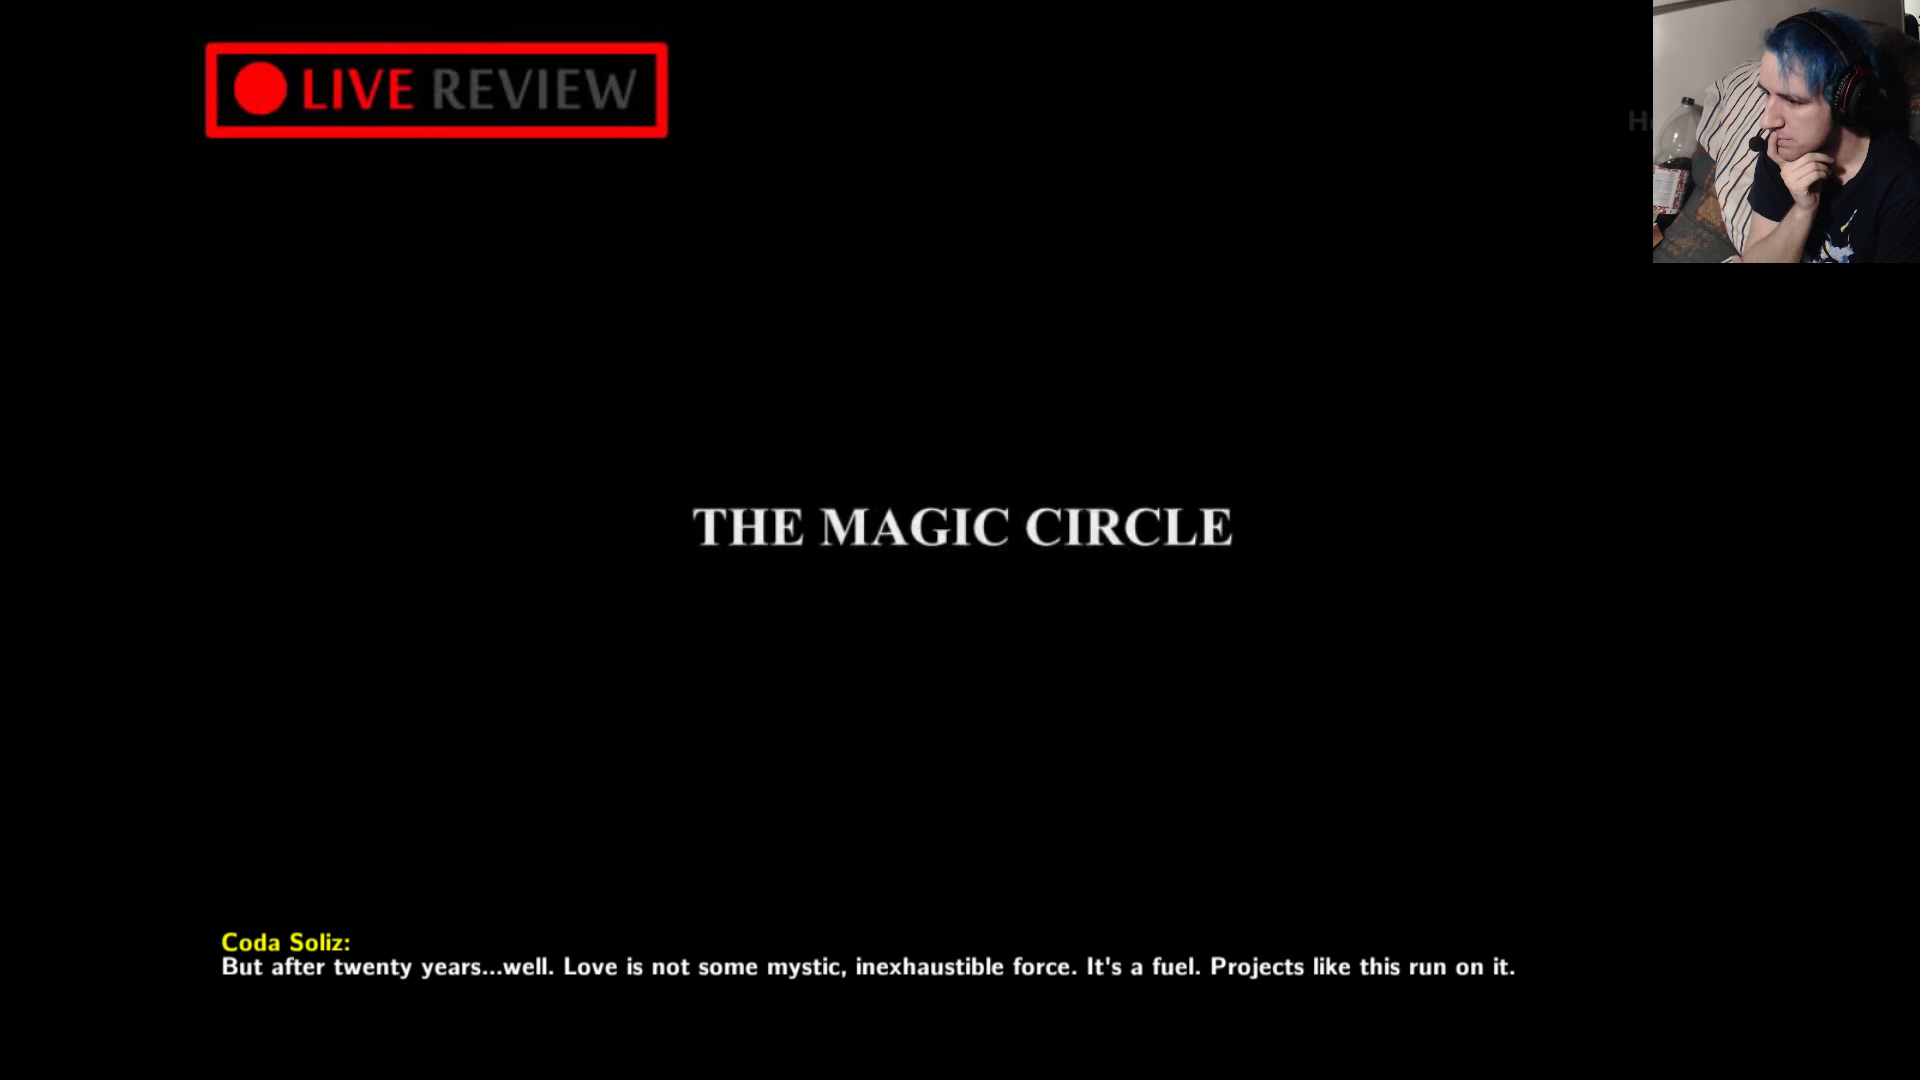 LIVE REVIEW
THE MAGIC CIRCLE
Coda Soliz:
But after twenty years...well. Love is not some mystic, inexhaustible force. It's a fuel. Projects like this run on it.